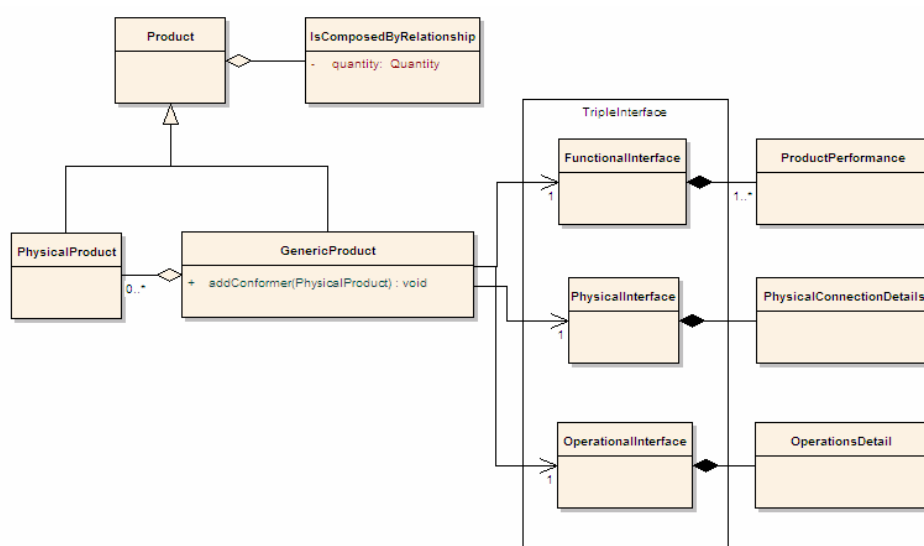 Product
IsComposedByRelationship
- quantity: Quantity
TripleInterface
FunctionalInterface
ProductPerformance
1
1..*
PhysicalProduct
GenericProduct
0..*
+ addConformer(PhysicalProduct) : void
PhysicalInterface
PhysicalConnectionDetails
1
OperationalInterface
OperationsDetail
1